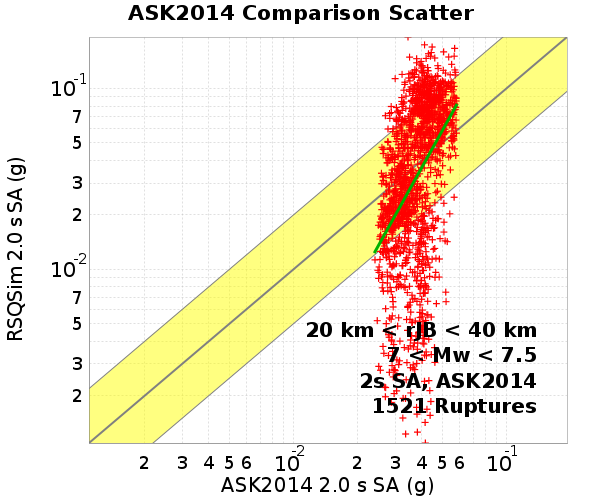 ASK2014 Comparison Scatter
RSQSim 2.0 s SA (g)
10-1
7
5
3
2
10-2
7
5
3
2
20 km < rJB < 40 km
7 < Mw < 7.5
2s SA, ASK2014
1521 Ruptures
2 3 4 5 6 10-2 2 3 4 5 6 10-1
ASK2014 2.0 s SA (g)